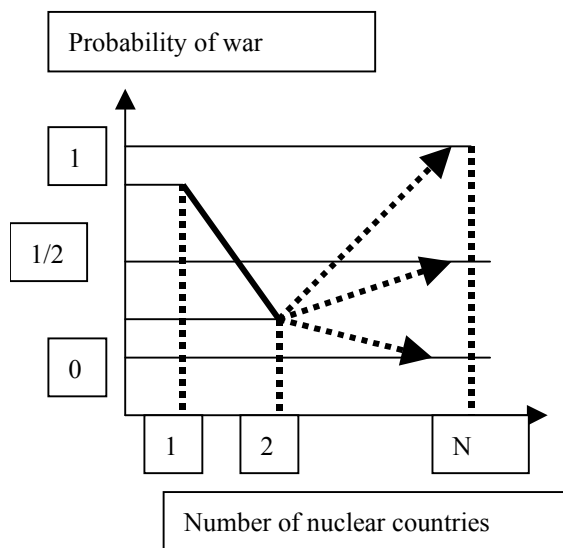 Probability of war
1
1/2
0
1 2 N
Number of nuclear countries